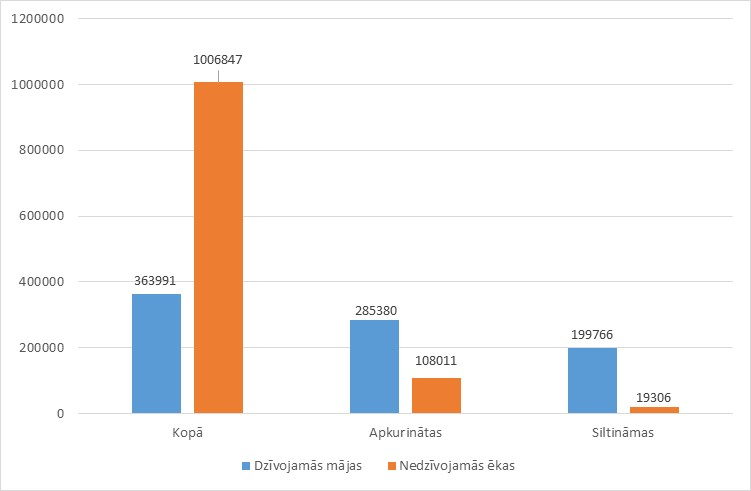 1200000
1000000
800000
600000
400000
200000
0
363991
1006847
285380
108011
199766
19306
Kopā
Apkurinātas
Siltināmas
Dzīvojamās mājas
Nedzīvojamās ēkas